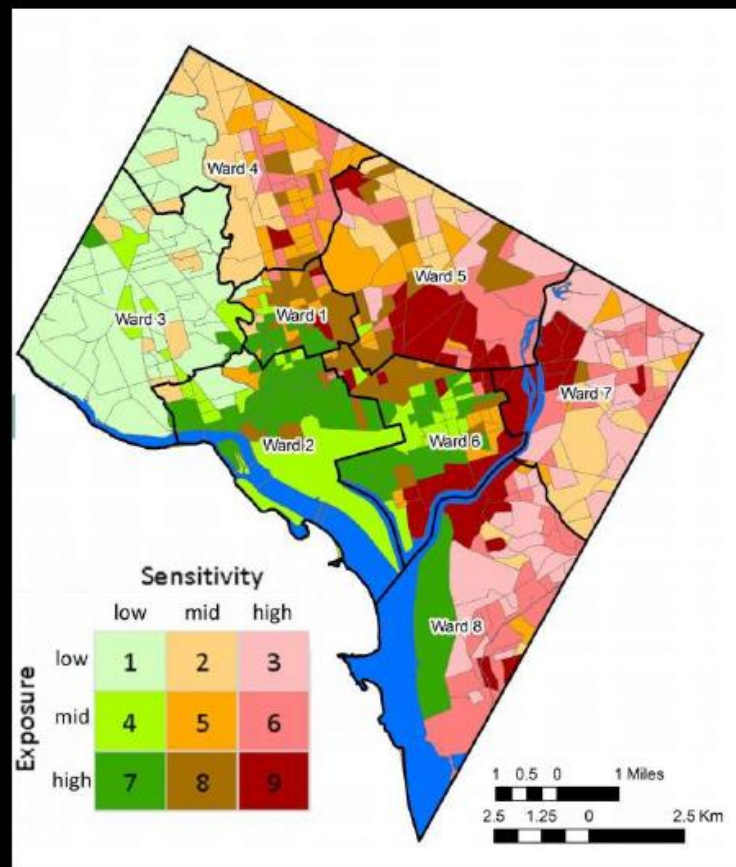 Ward 4
Ward 5
Ward 3
Ward 1
Ward 7
Ward 2
Ward 6
Ward 8
Sensitivity
low mid high
Exposure
low 1 2 3
mid 4 5 6
high 7 8 9
1 0.5 0 1 Miles
2.5 1.25 0 2.5 Km